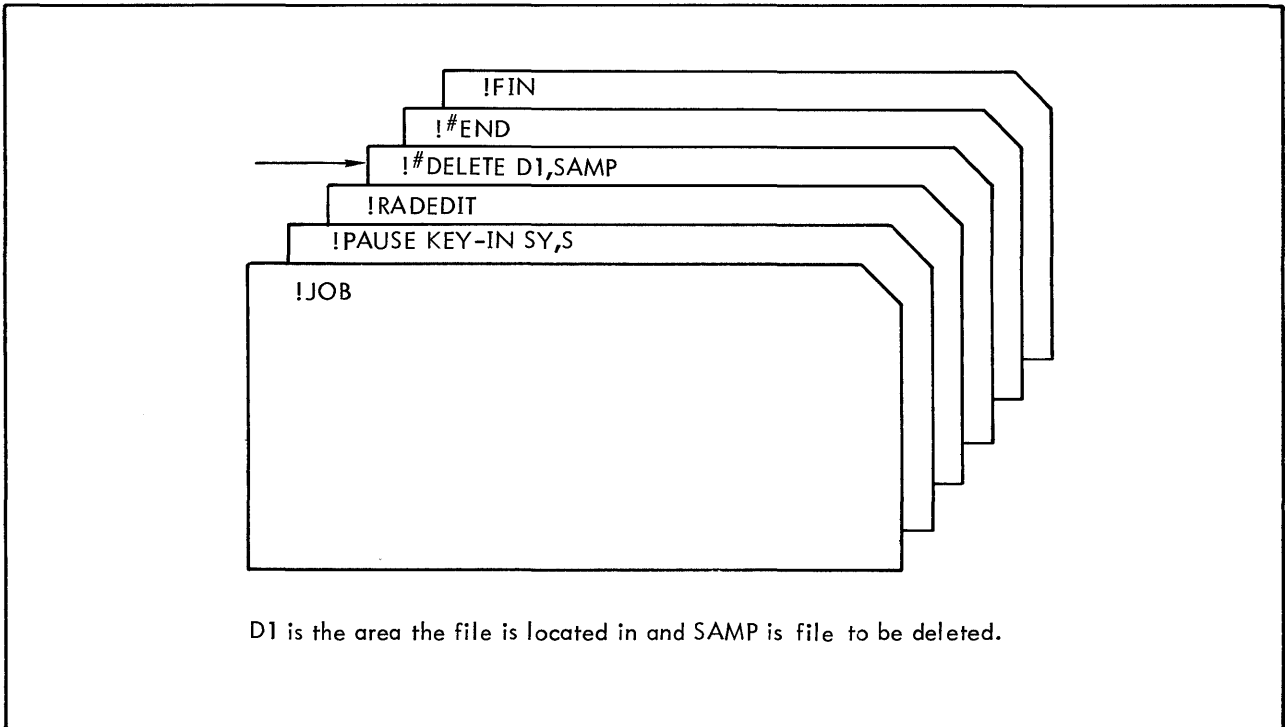 !FIN
!#END
!#DELETE D1,SAMP
!RADEDIT
!PAUSE KEY-IN SY,S
!JOB
D1 is the area the file is located in and SAMP is file to be deleted.